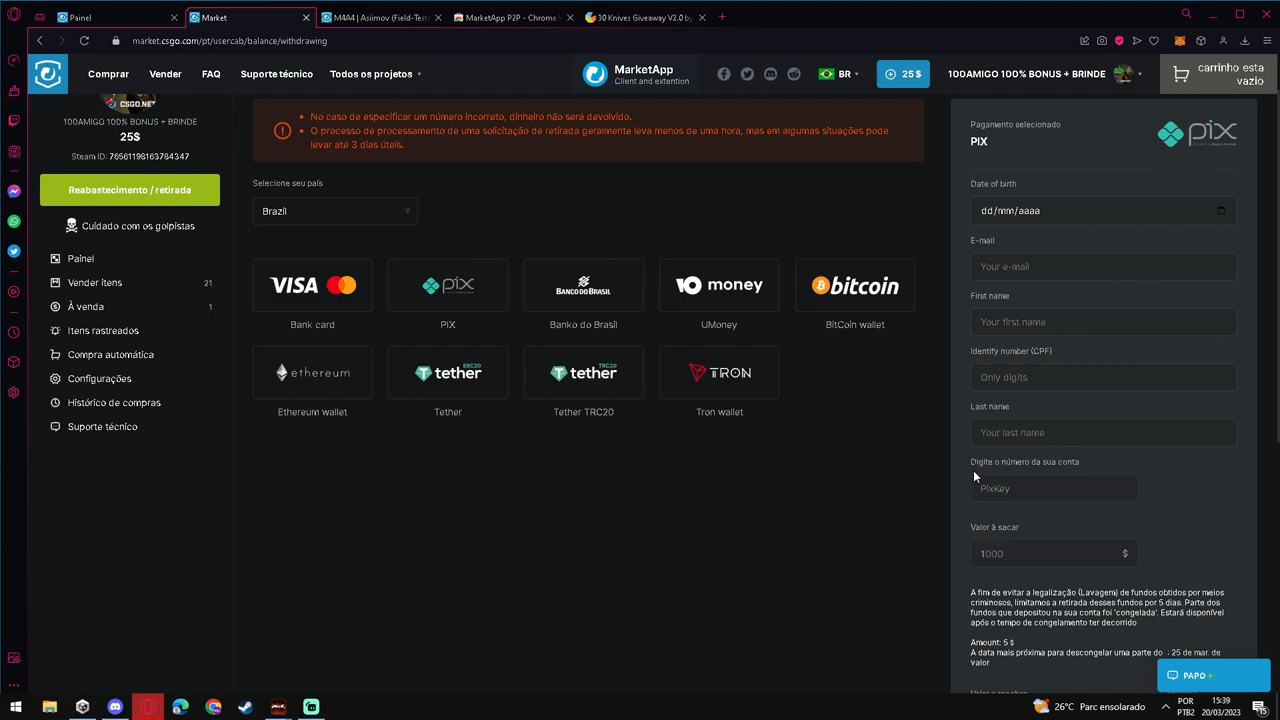 Painel
Market
M4A4 | Asiimov (Field-Test
MarketApp P2P - Chrome
30 Knives Giveaway V2.0 by
market.csgo.com/pt/usercab/balance/withdrawing
Comprar
Vender
FAQ
Suporte técnico
Todos os projetos
MarketApp
Client and extention
BR
25$
100AMIGO 100% BONUS + BRINDE
carrinho esta
vazio
CSGO.NET
100AMIGO 100% BONUS + BRINDE
25$
Steam ID: 76561198163784347
Reabastecimento / retirada
Cuidado com os golpistas
Painel
Vender itens 21
À venda 1
Itens rastreados
Compra automática
Configurações
Histórico de compras
Suporte técnico
No caso de especificar um número incorreto, dinheiro não será devolvido.
O processo de processamento de uma solicitação de retirada geralmente leva menos de uma hora, mas em algumas situações pode
levar até 3 dias úteis.
Selecione seu país
Brazil
VISA
pix
BANCO DO BRASIL
money
bitcoin
Bank card
PIX
Banko do Brasil
UMoney
BitCoin wallet
ethereum
ERC20
tether
TRC20
tether
TRON
Ethereum wallet
Tether
Tether TRC20
Tron wallet
Pagamento selecionado
PIX
pix
Date of birth
dd/mm/aaaa
E-mail
Your e-mail
First name
Your first name
Identify number (CPF)
Only digits
Last name
Your last name
Digite o número da sua conta
PixKey
Valor à sacar
1000 $
A fim de evitar a legalização (Lavagem) de fundos obtidos por meios
criminosos, limitamos a retirada desses fundos por 5 dias. Parte dos
fundos que depositou na sua conta foi 'congelada'. Estará disponível
após o tempo de congelamento ter decorrido
Amount: 5 $
A data mais próxima para descongelar uma parte do : 25 de mar. de
valor
PAPO
26°C Parc ensolarado
POR
PTB2
15:39
20/03/2023
15